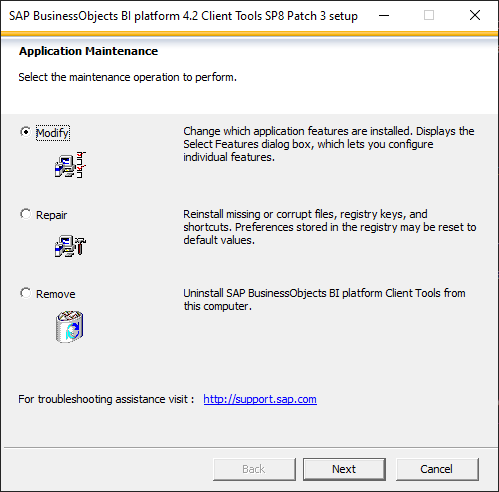 SAP BusinessObjects BI platform 4.2 Client Tools SP8 Patch 3 setup
Application Maintenance
Select the maintenance operation to perform.
Modify
Change which application features are installed. Displays the
Select Features dialog box, which lets you configure
individual features.
Repair
Reinstall missing or corrupt files, registry keys, and
shortcuts. Preferences stored in the registry may be reset to
default values.
Remove
Uninstall SAP BusinessObjects BI platform Client Tools from
this computer.
For troubleshooting assistance visit : http://support.sap.com
Back Next Cancel